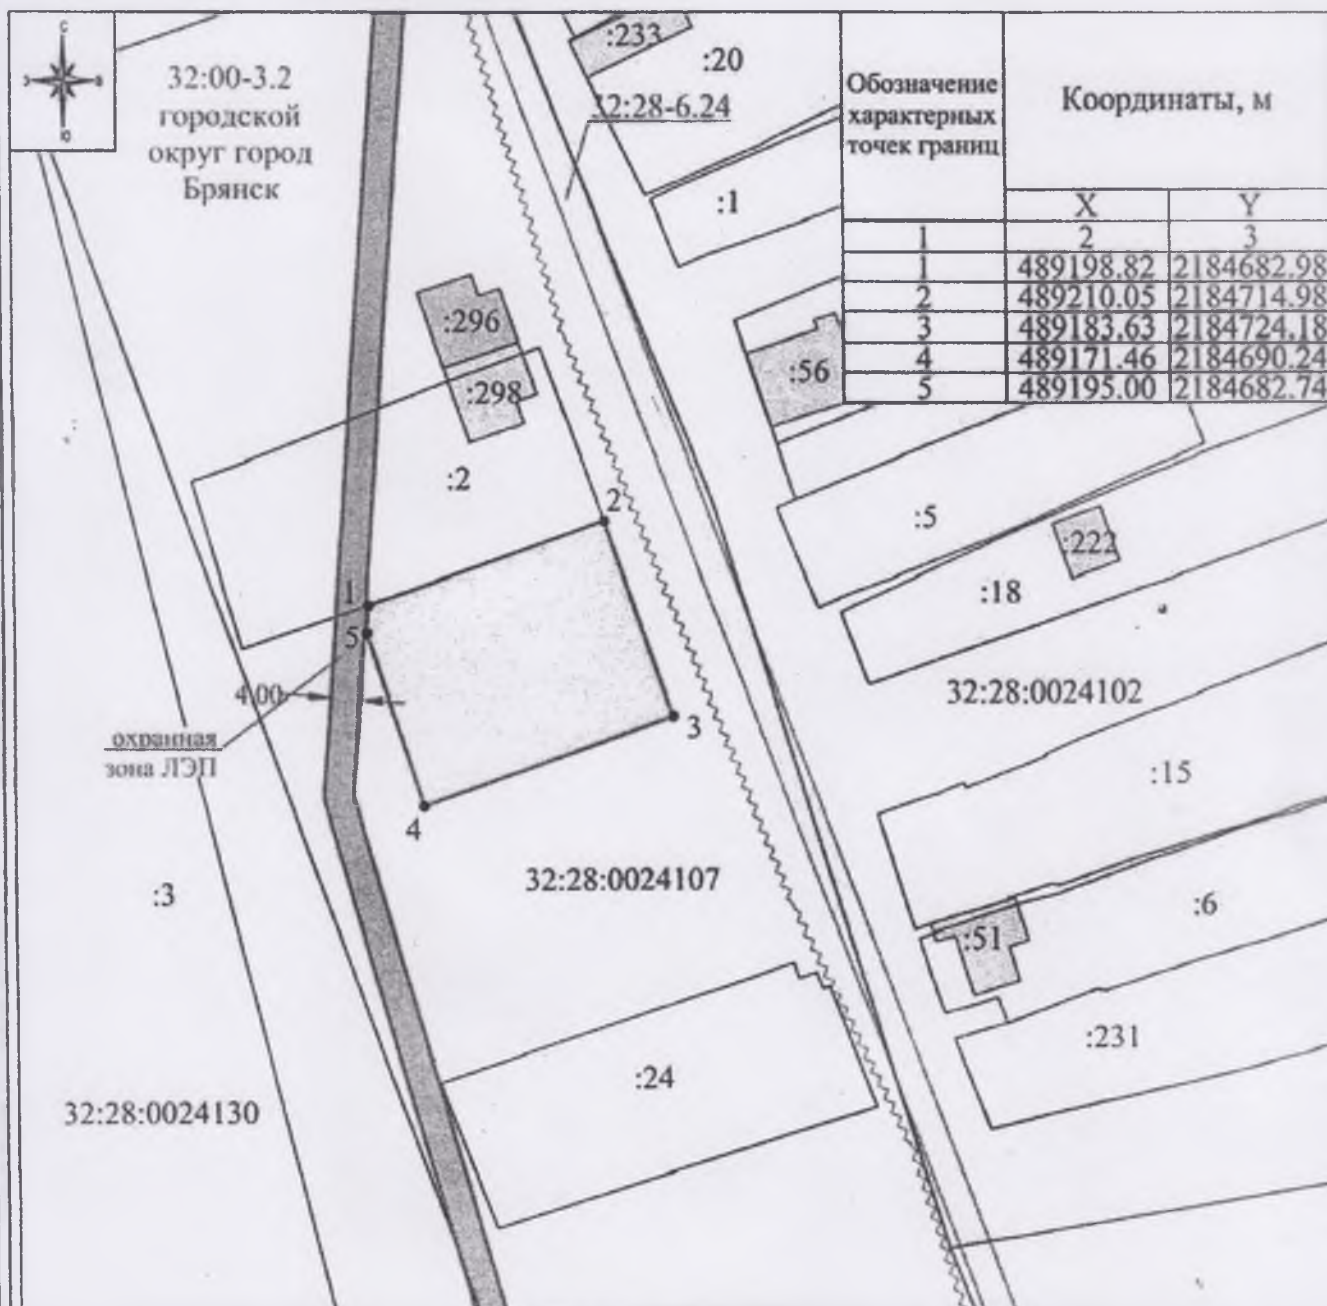 С
Ю
32:00-3.2
городской
округ город
Брянск
:233
:20
32:28-6.24
:1
Обозначение
характерных
точек границ
Координаты, м
X Y
1 2 3
1 489198.82 2184682.98
2 489210.05 2184714.98
3 489183.63 2184724.18
4 489171.46 2184690.24
5 489195.00 2184682.74
:296
:298
:56
:2
2
:5
:222
:18
1
5
4.00
охранная
зона ЛЭП
3
4
32:28:0024102
:15
:3
32:28:0024107
:6
:51
:231
:24
32:28:0024130